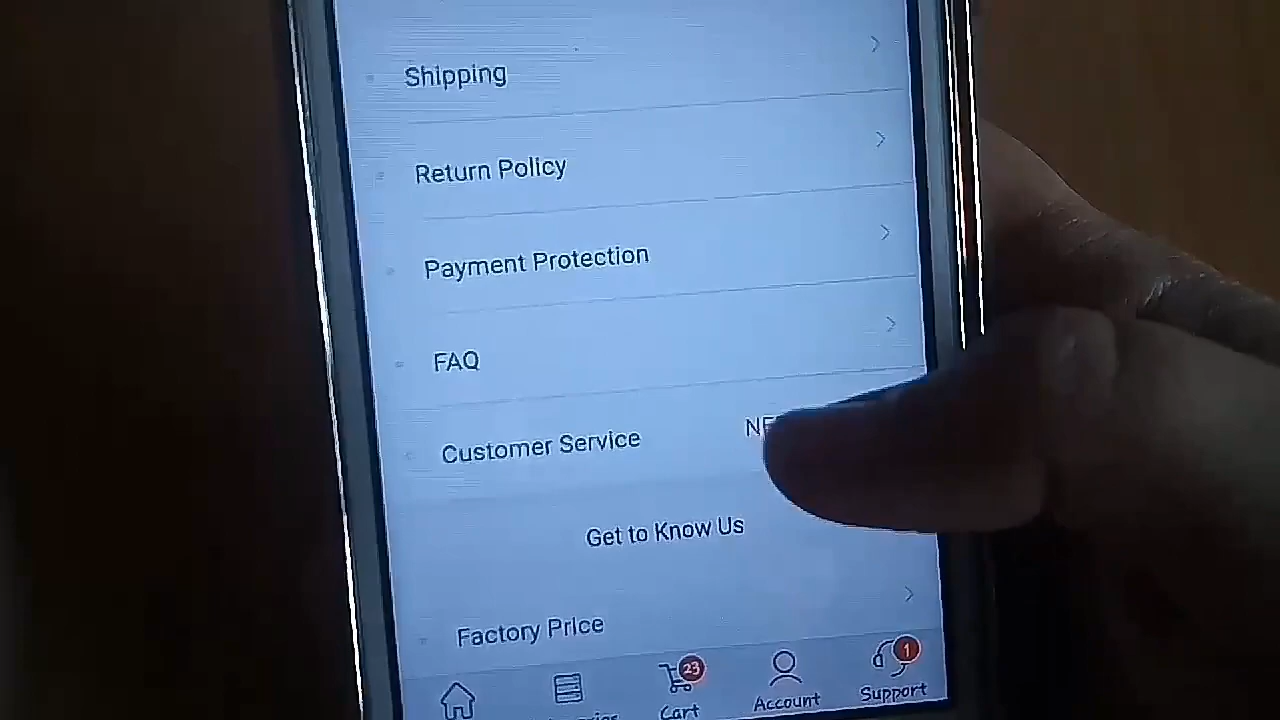 Shipping
Return Policy
Payment Protection
FAQ
Customer Service
Get to Know Us
Factory Price
23
1
Cart
Account
Support